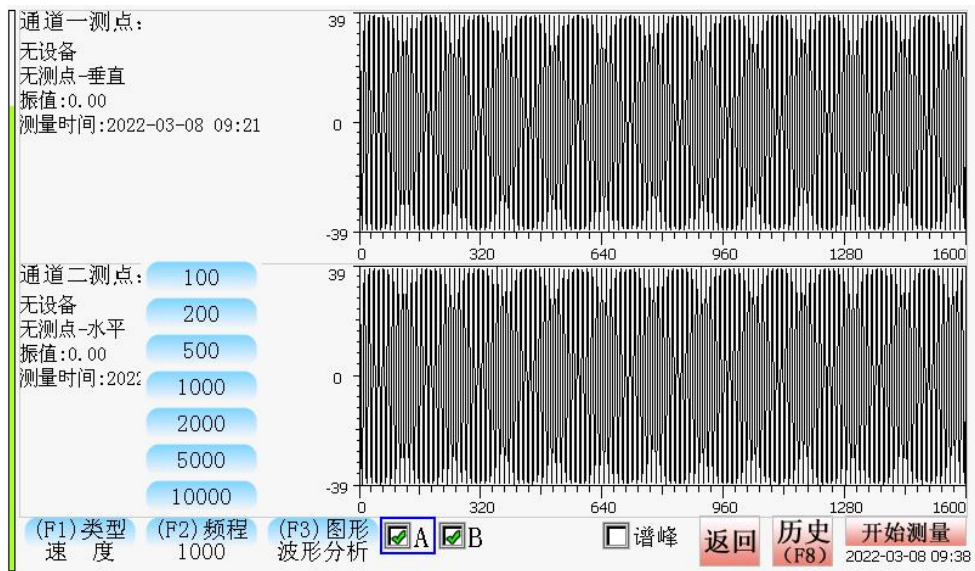 通道一测点:
无设备
无测点-垂直
振值:0.00
测量时间:2022-03-08 09:21
39
0
-39
0 320 640 960 1280 1600
通道二测点:
无设备
无测点-水平
振值:0.00
测量时间:2022
100
200
500
1000
2000
5000
10000
39
0
-39
0 320 640 960 1280 1600
(F1)类型
速 度
(F2)频程
1000
(F3)图形
波形分析
A B
谱峰
返回
历史
(F8)
开始测量
2022-03-08 09:38